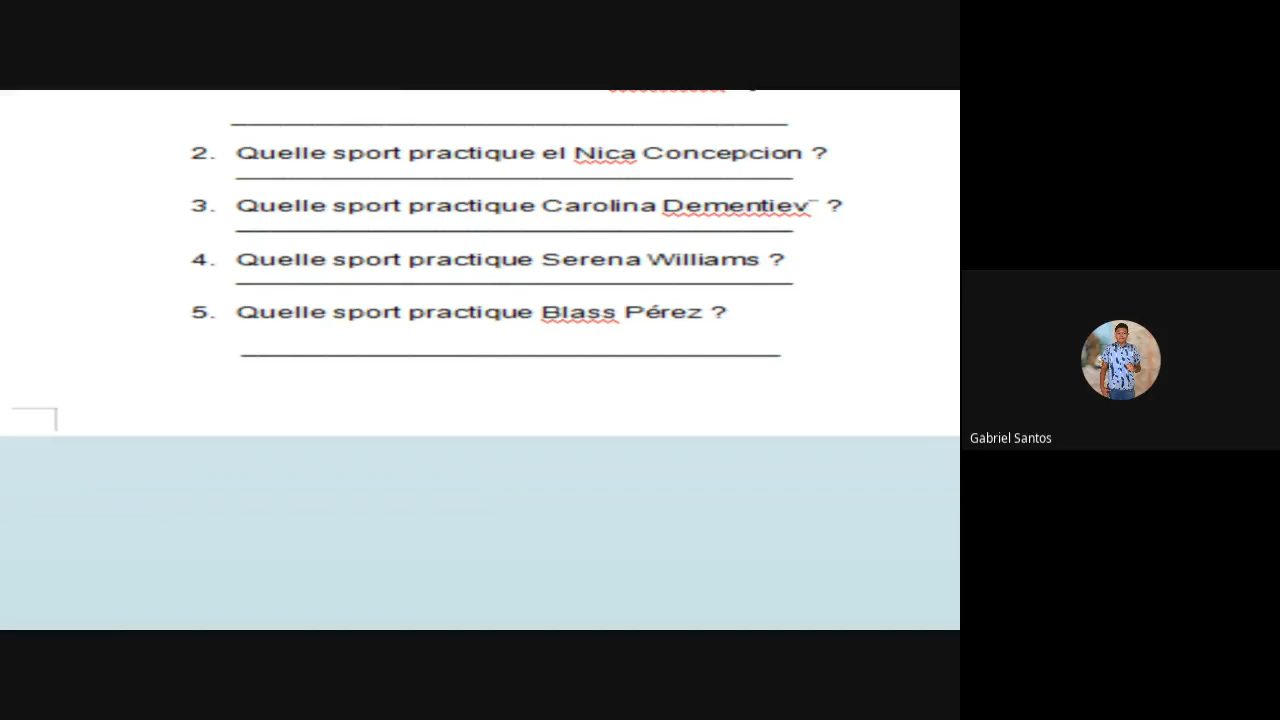 2. Quelle sport practique el Nica Concepcion ?
3. Quelle sport practique Carolina Dementiev¨ ?
4. Quelle sport practique Serena Williams ?
5. Quelle sport practique Blass Pérez ?
Gabriel Santos